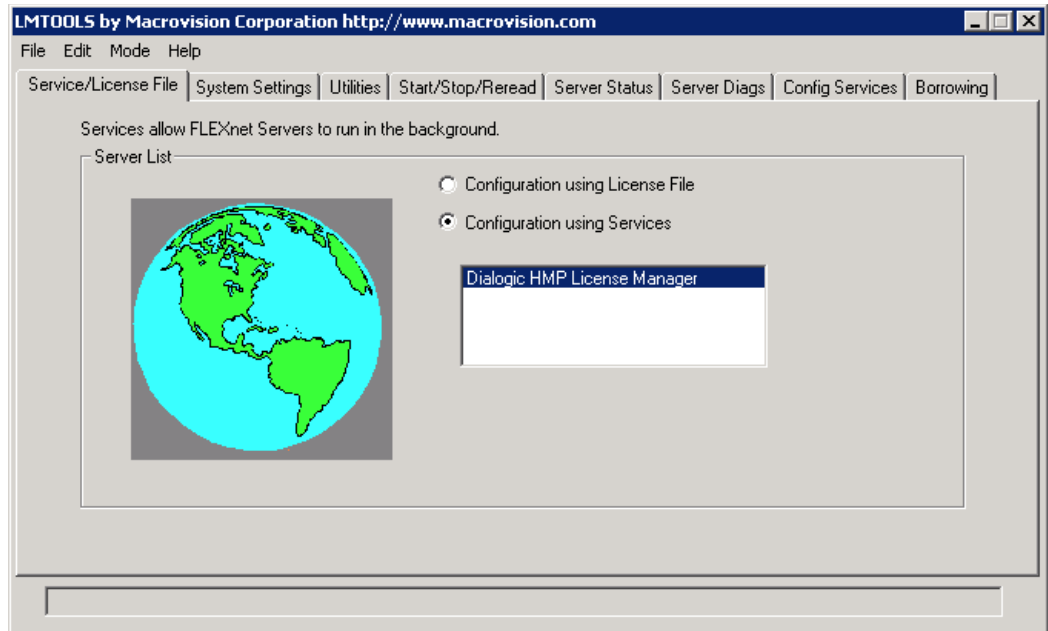 LMTOOLS by Macrovision Corporation http://www.macrovision.com
File Edit Mode Help
Service/License File System Settings Utilities Start/Stop/Reread Server Status Server Diags Config Services Borrowing
Services allow FLEXnet Servers to run in the background.
Server List
Configuration using License File
Configuration using Services
Dialogic HMP License Manager